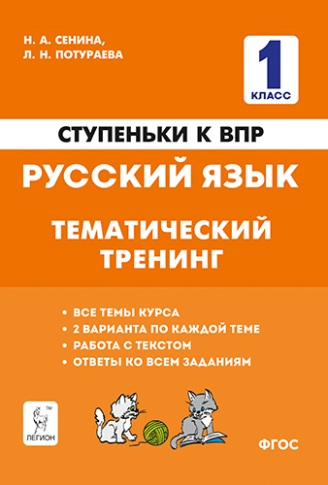 Н. А. СЕНИНА,
Л. Н. ПОТУРАЕВА
1
КЛАСС
СТУПЕНЬКИ К ВПР
РУССКИЙ ЯЗЫК
ТЕМАТИЧЕСКИЙ
ТРЕНИНГ
• ВСЕ ТЕМЫ КУРСА
• 2 ВАРИАНТА ПО КАЖДОЙ ТЕМЕ
• РАБОТА С ТЕКСТОМ
• ОТВЕТЫ КО ВСЕМ ЗАДАНИЯМ
ЛЕГИОН
ФГОС